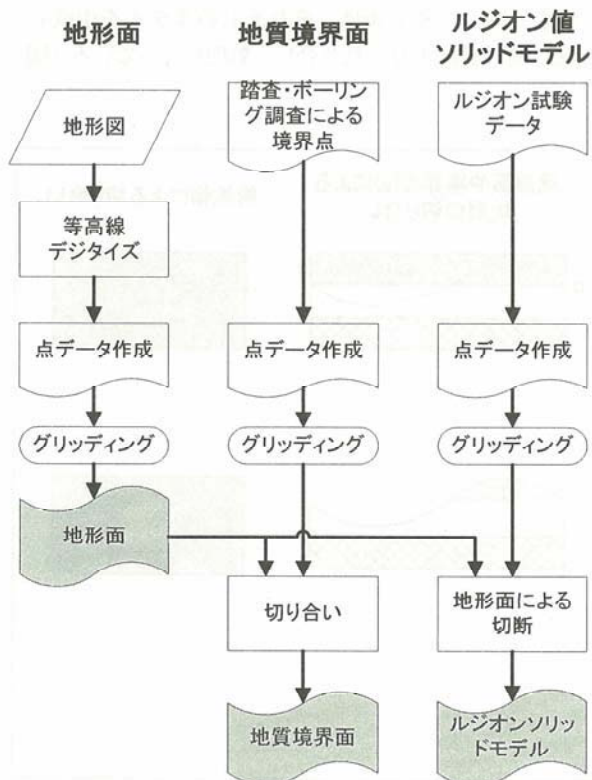 地形面
地形図
等高線
デジタイズ
点データ作成
グリッディング
地形面
地質境界面
踏査・ボーリン
グ調査による
境界点
点データ作成
グリッディング
切り合い
地質境界面
ルジオン値
ソリッドモデル
ルジオン試験
データ
点データ作成
グリッディング
地形面による
切断
ルジオンソリッ
ドモデル